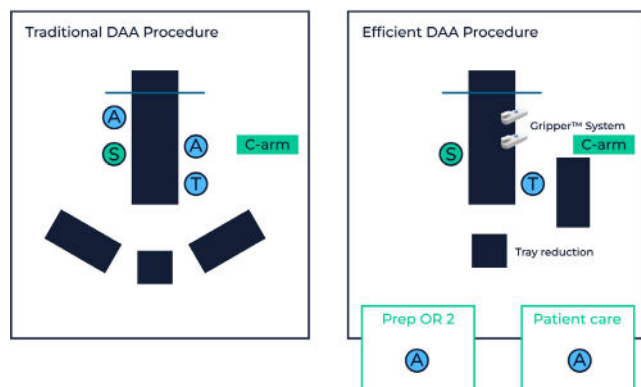 Traditional DAA Procedure
A
S
A
T
C-arm
Efficient DAA Procedure
Gripper™ System
C-arm
S
T
Tray reduction
Prep OR 2
A
Patient care
A